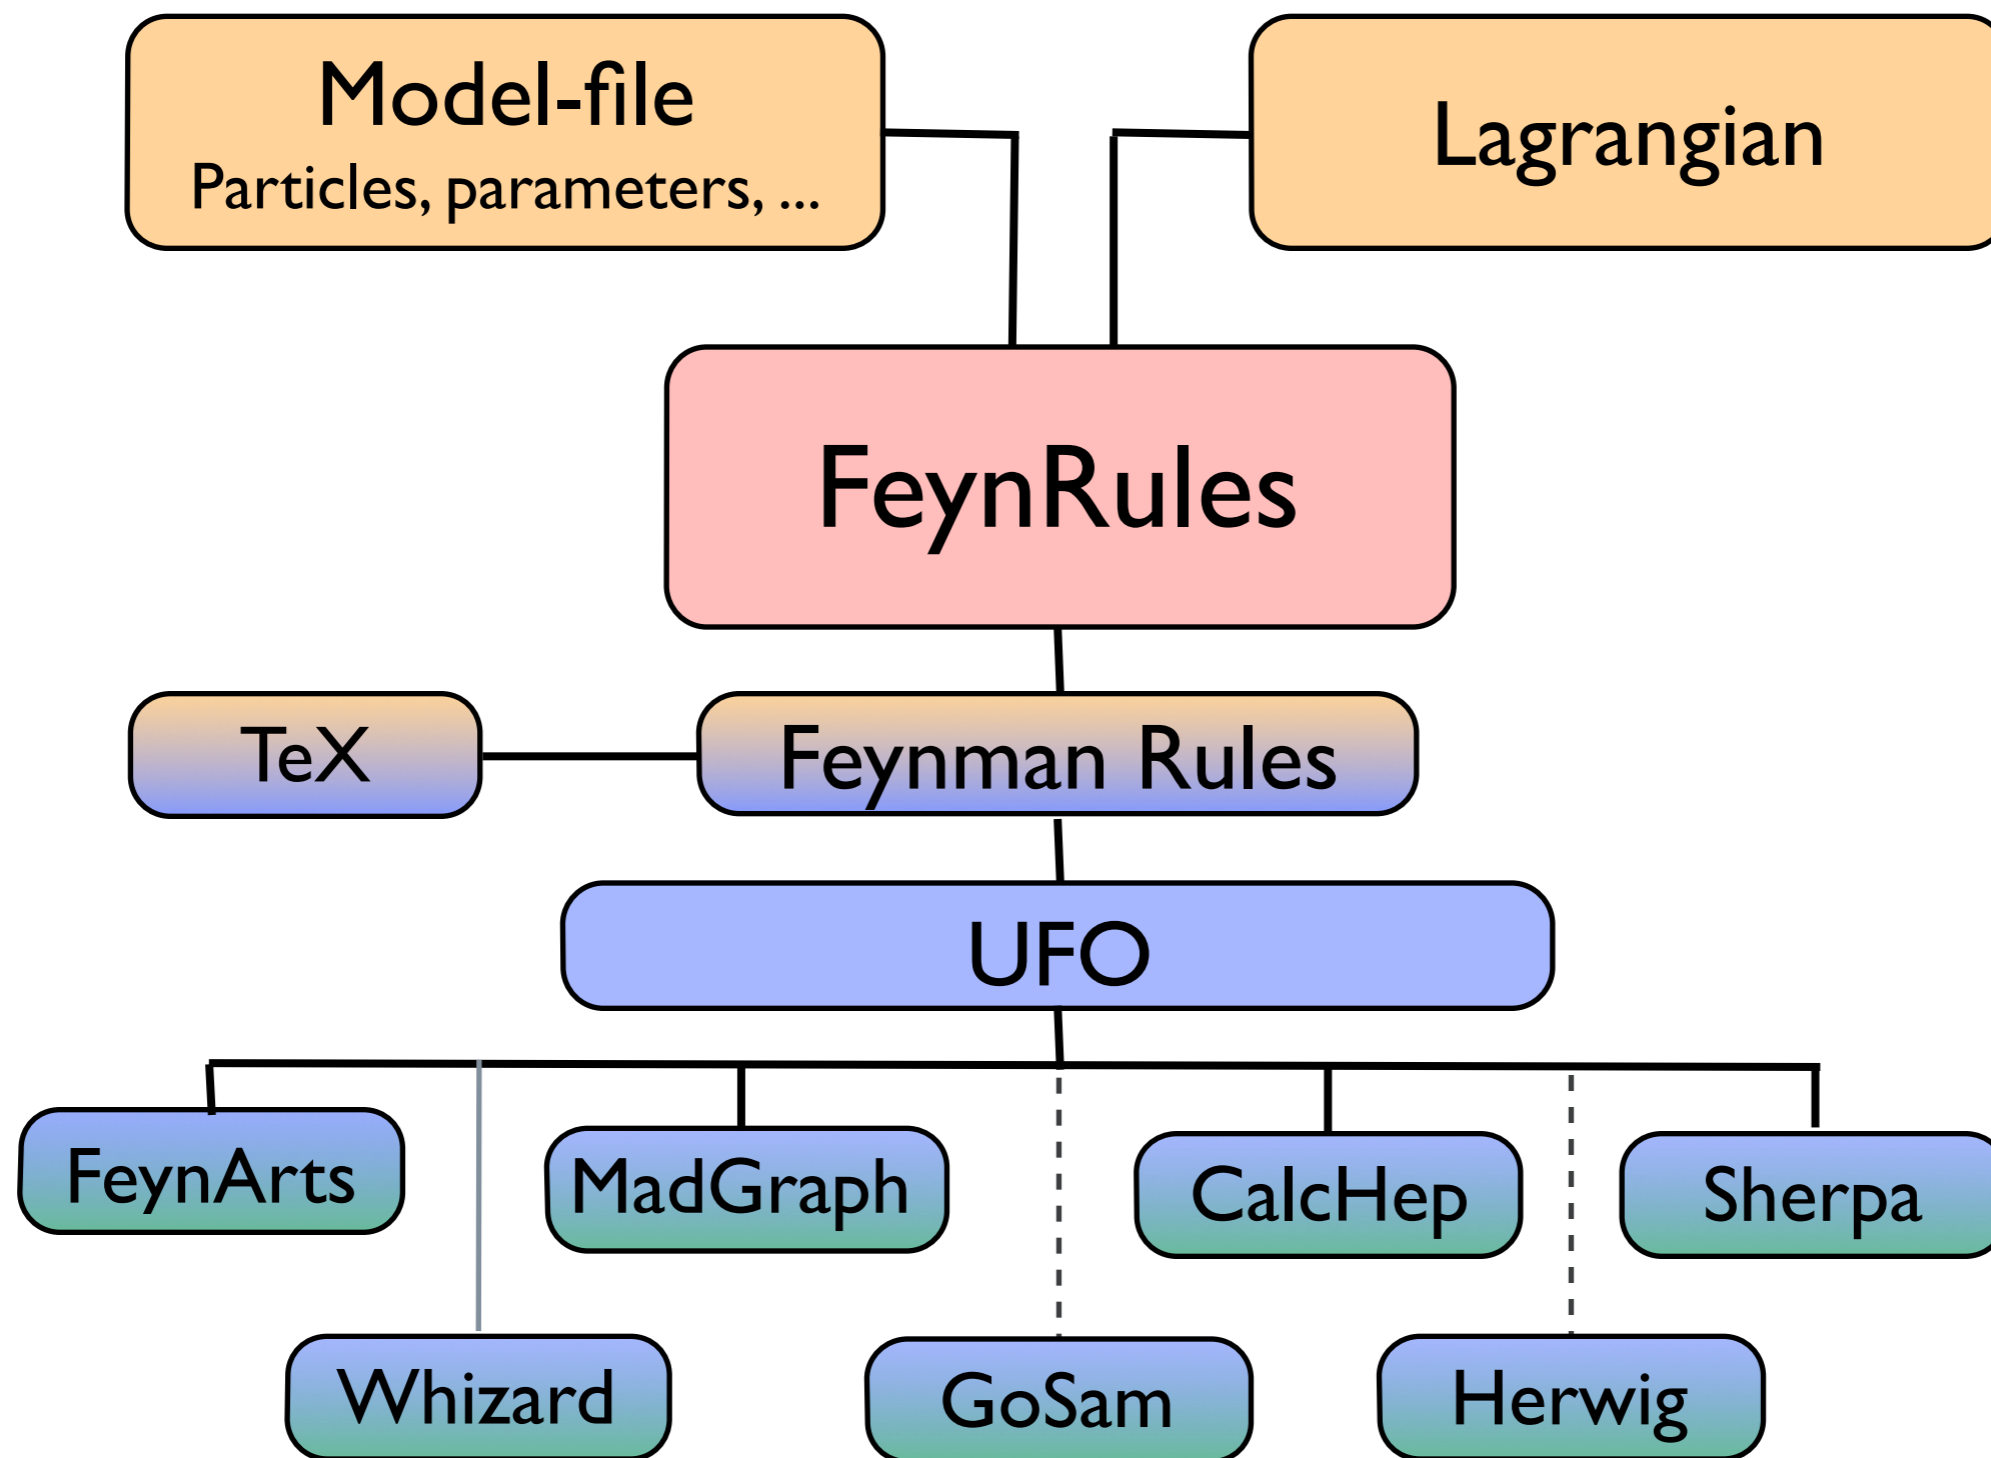 Model-file
Particles, parameters, ...
Lagrangian
FeynRules
TeX
Feynman Rules
UFO
FeynArts
MadGraph
CalcHep
Sherpa
Whizard
GoSam
Herwig